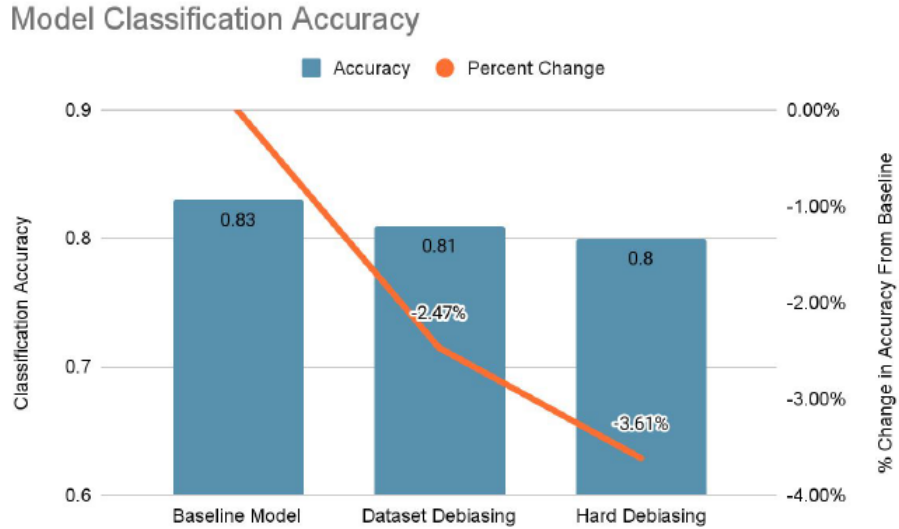 Model Classification Accuracy
Accuracy Percent Change
0.9
0.8
0.7
0.6
Classification Accuracy
0.83
0.81
0.8
-2.47%
-3.61%
0.00%
-1.00%
-2.00%
-3.00%
-4.00%
% Change in Accuracy From Baseline
Baseline Model Dataset Debiasing Hard Debiasing